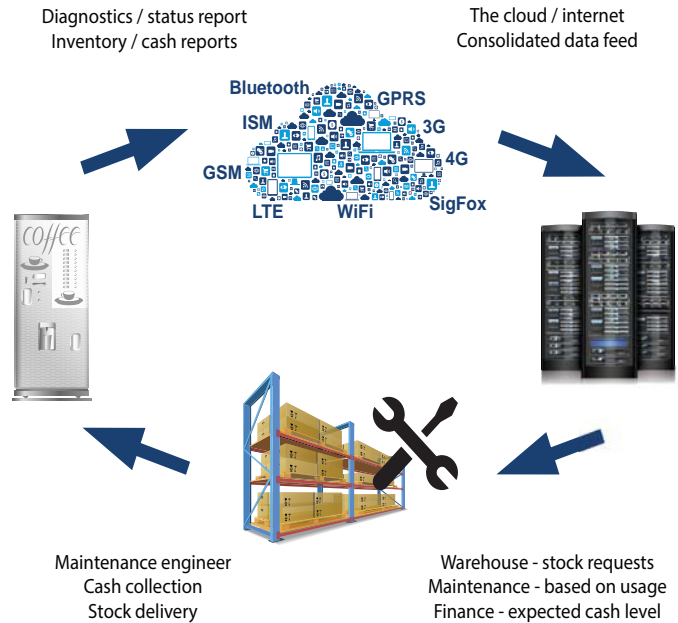 Diagnostics / status report
Inventory / cash reports
The cloud / internet
Consolidated data feed
Bluetooth
GPRS
ISM
3G
GSM
4G
LTE
WiFi
SigFox
COffEE
Maintenance engineer
Cash collection
Stock delivery
Warehouse - stock requests
Maintenance - based on usage
Finance - expected cash level